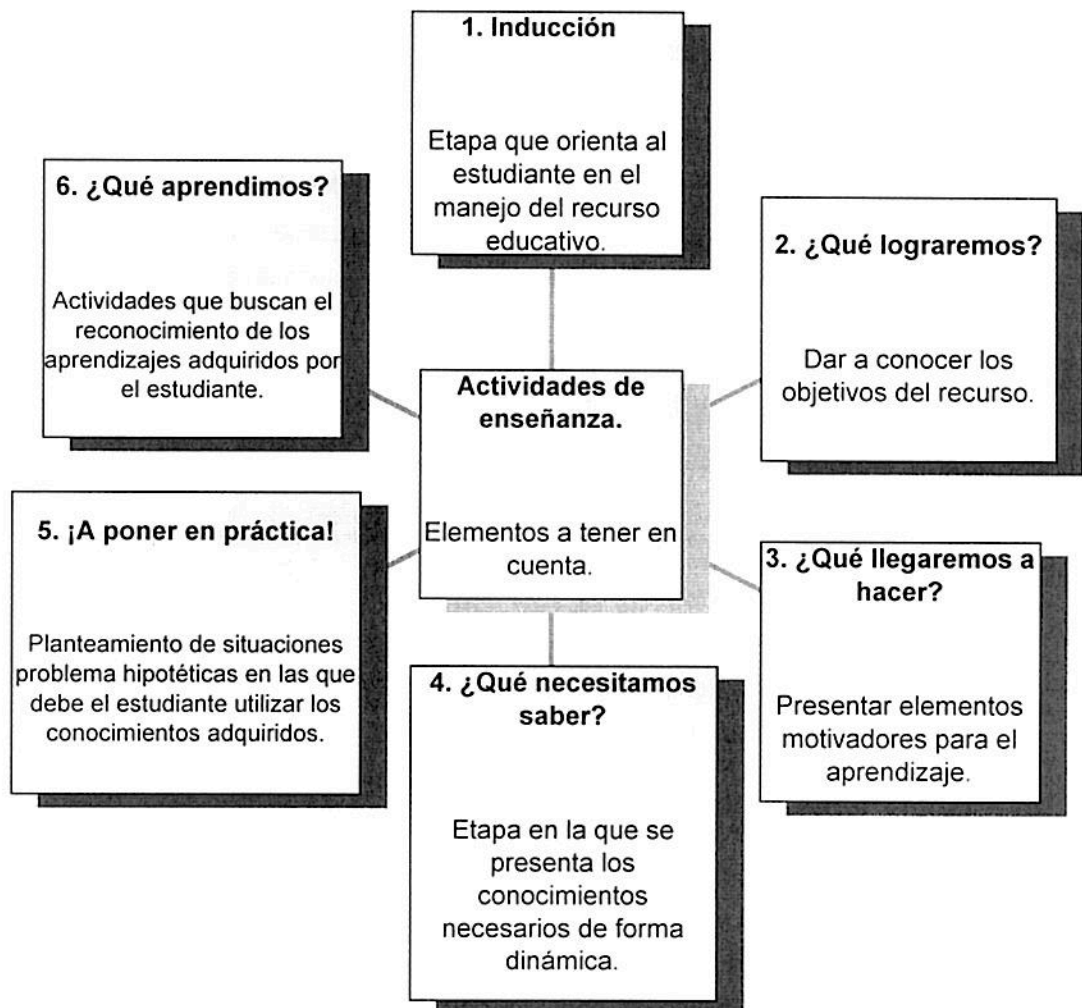 1. Inducción
Etapa que orienta al
estudiante en el
manejo del recurso
educativo.
6. ¿Qué aprendimos?
Actividades que buscan el
reconocimiento de los
aprendizajes adquiridos por
el estudiante.
2. ¿Qué lograremos?
Dar a conocer los
objetivos del recurso.
Actividades de
enseñanza.
Elementos a tener en
cuenta.
5. ¡A poner en práctica!
Planteamiento de situaciones
problema hipotéticas en las que
debe el estudiante utilizar los
conocimientos adquiridos.
3. ¿Qué llegaremos a
hacer?
Presentar elementos
motivadores para el
aprendizaje.
4. ¿Qué necesitamos
saber?
Etapa en la que se
presenta los
conocimientos
necesarios de forma
dinámica.